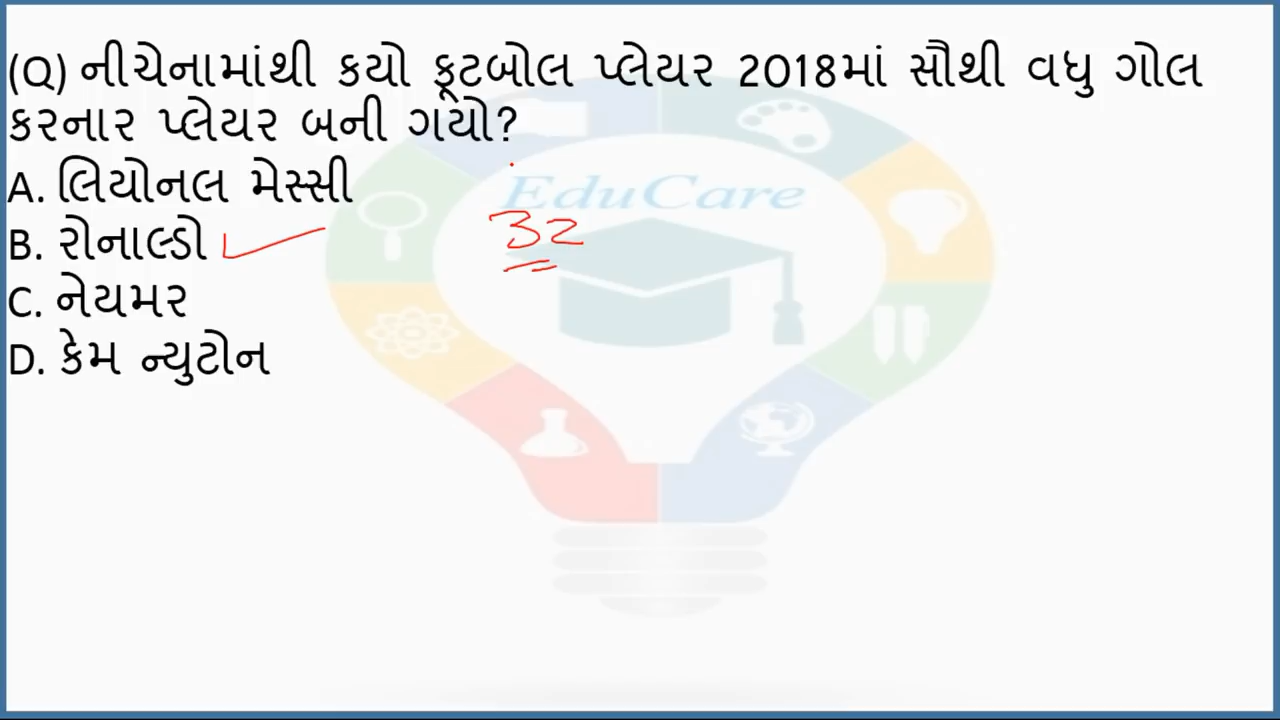 (Q) નીચેનામાંથી કયો ફૂટબોલ પ્લેયર 2018માં સૌથી વધુ ગોલ
કરનાર પ્લેયર બની ગયો?
A. લિયોનલ મેસ્સી
EduCare
B. રોનાલ્ડો
32
C. નેયમર
D. કેમ ન્યુટોન